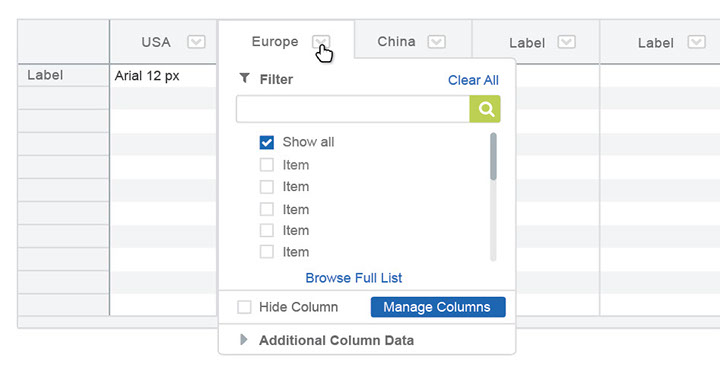 USA Europe China Label Label
Label Arial 12 px
Filter Clear All
Show all
Item
Item
Item
Item
Item
Browse Full List
Hide Column Manage Columns
Additional Column Data